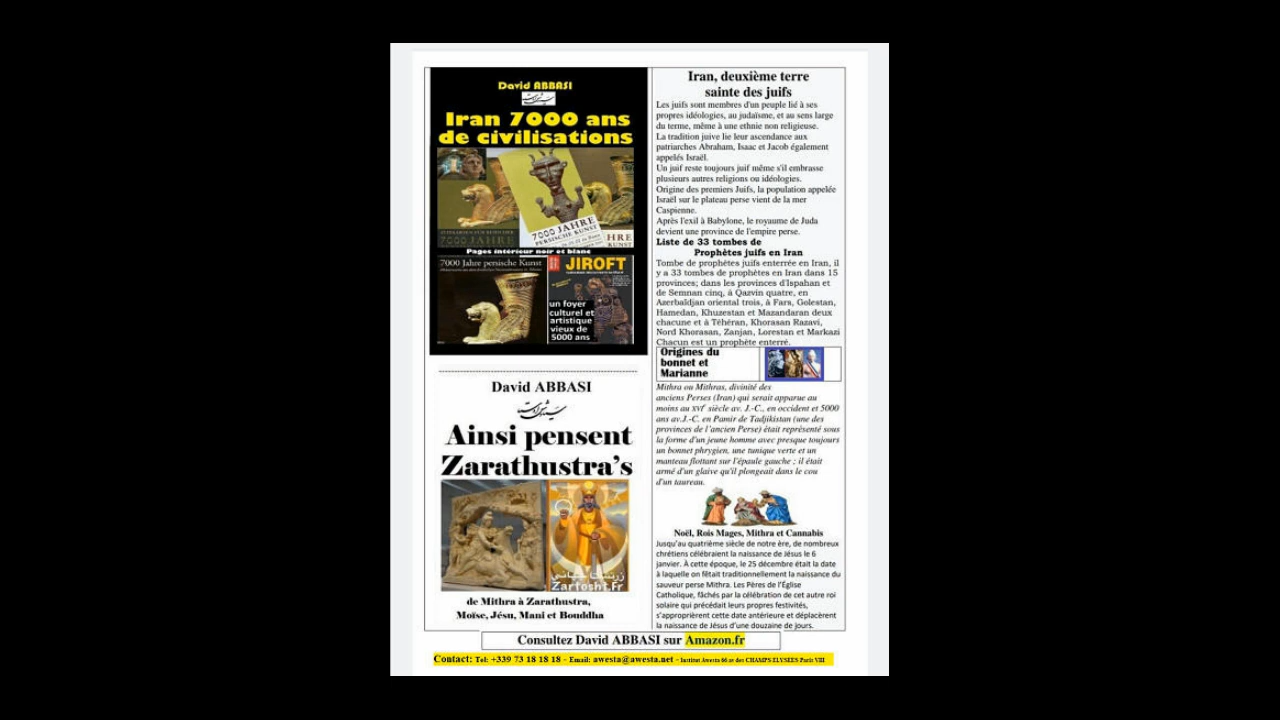 David ABBASI
Iran 7000 ans
de civilisations
7000 JAHRE
7000 JAHRE
PERSISCHE KUNST
HRE
KUNST
Pages intérieur noir et blanc
7000 Jahre persische Kunst
JIROFT
un foyer
culturel et
artistique
vieux de
5000 ans
David ABBASI
Ainsi pensent
Zarathustra’s
Zartosht.Fr
de Mithra à Zarathustra,
Moïse, Jésu, Mani et Bouddha
Iran, deuxième terre
sainte des juifs
Les juifs sont membres d'un peuple lié à ses
propres idéologies, au judaïsme, et au sens large
du terme, même à une ethnie non religieuse.
La tradition juive lie leur ascendance aux
patriarches Abraham, Isaac et Jacob également
appelés Israël.
Un juif reste toujours juif même s'il embrasse
plusieurs autres religions ou idéologies.
Origine des premiers Juifs, la population appelée
Israël sur le plateau perse vient de la mer
Caspienne.
Après l'exil à Babylone, le royaume de Juda
devient une province de l'empire perse.
Liste de 33 tombes de
Prophètes juifs en Iran
Tombe de prophètes juifs enterrée en Iran, il
y a 33 tombes de prophètes en Iran dans 15
provinces; dans les provinces d'Ispahan et
de Semnan cinq, à Qazvin quatre, en
Azerbaïdjan oriental trois, à Fars, Golestan,
Hamedan, Khuzestan et Mazandaran deux
chacune et à Téhéran, Khorasan Razavi,
Nord Khorasan, Zanjan, Lorestan et Markazi
Chacun est un prophète enterré.
Origines du
bonnet et
Marianne
Mithra ou Mithras, divinité des
anciens Perses (Iran) qui serait apparue au
moins au XVIᵉ siècle av. J.-C., en occident et 5000
ans av.J.-C. en Pamir de Tadjikistan (une des
provinces de l’ancien Perse) était représenté sous
la forme d'un jeune homme avec presque toujours
un bonnet phrygien, une tunique verte et un
manteau flottant sur l'épaule gauche ; il était
armé d'un glaive qu'il plongeait dans le cou
d'un taureau.
Noël, Rois Mages, Mithra et Cannabis
Jusqu’au quatrième siècle de notre ère, de nombreux
chrétiens célébraient la naissance de Jésus le 6
janvier. À cette époque, le 25 décembre était la date
à laquelle on fêtait traditionnellement la naissance du
sauveur perse Mithra. Les Pères de l’Église
Catholique, fâchés par la célébration de cet autre roi
solaire qui précédait leurs propres festivités,
s’approprièrent cette date antérieure et déplacèrent
la naissance de Jésus d’une douzaine de jours.
Consultez David ABBASI sur Amazon.fr
Contact: Tel: +339 73 18 18 18 - Email: awesta@awesta.net - Institut Awesta 66 av des CHAMPS ELYSEES Paris VIII